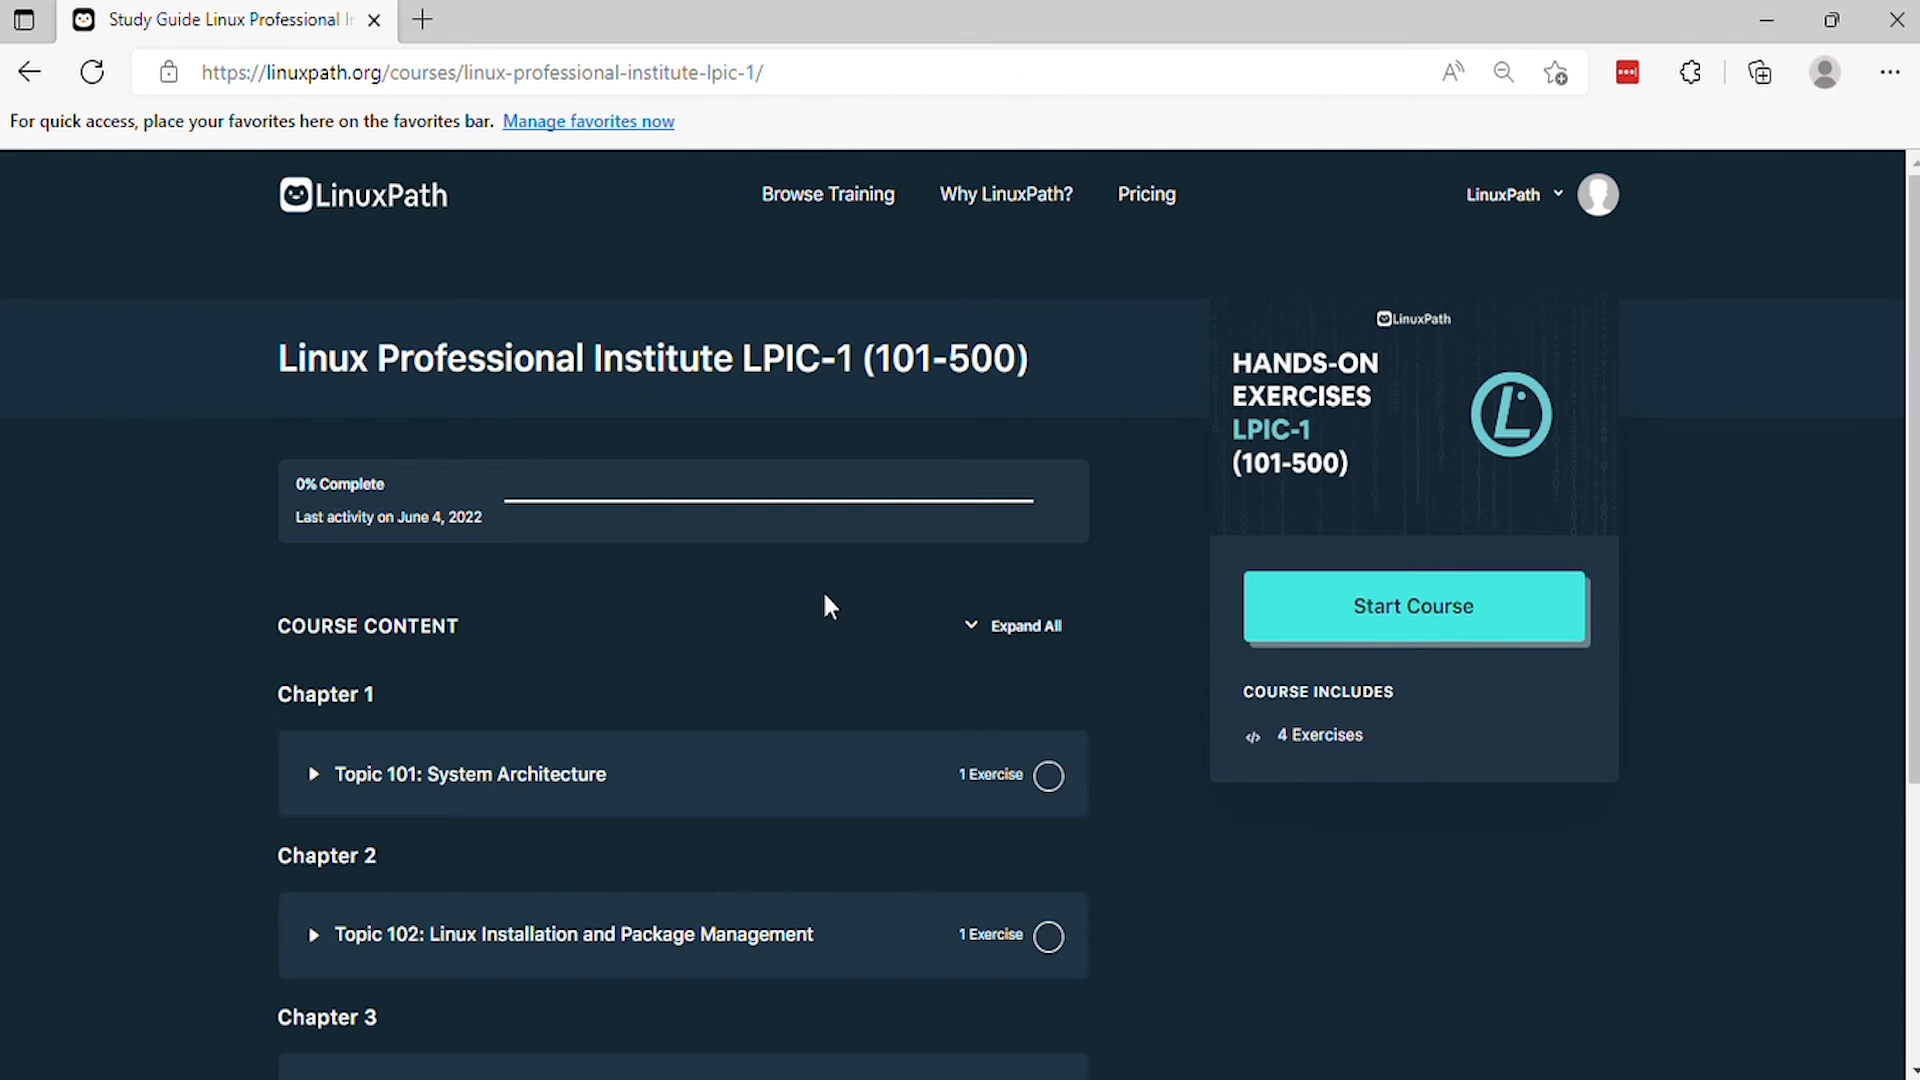 Study Guide Linux Professional I
https://linuxpath.org/courses/linux-professional-institute-lpic-1/
For quick access, place your favorites here on the favorites bar. Manage favorites now
LinuxPath
Browse Training
Why LinuxPath?
Pricing
LinuxPath
Linux Professional Institute LPIC-1 (101-500)
LinuxPath
HANDS-ON
EXERCISES
LPIC-1
(101-500)
0% Complete
Last activity on June 4, 2022
Start Course
COURSE INCLUDES
4 Exercises
COURSE CONTENT
Expand All
Chapter 1
Topic 101: System Architecture
1 Exercise
Chapter 2
Topic 102: Linux Installation and Package Management
1 Exercise
Chapter 3